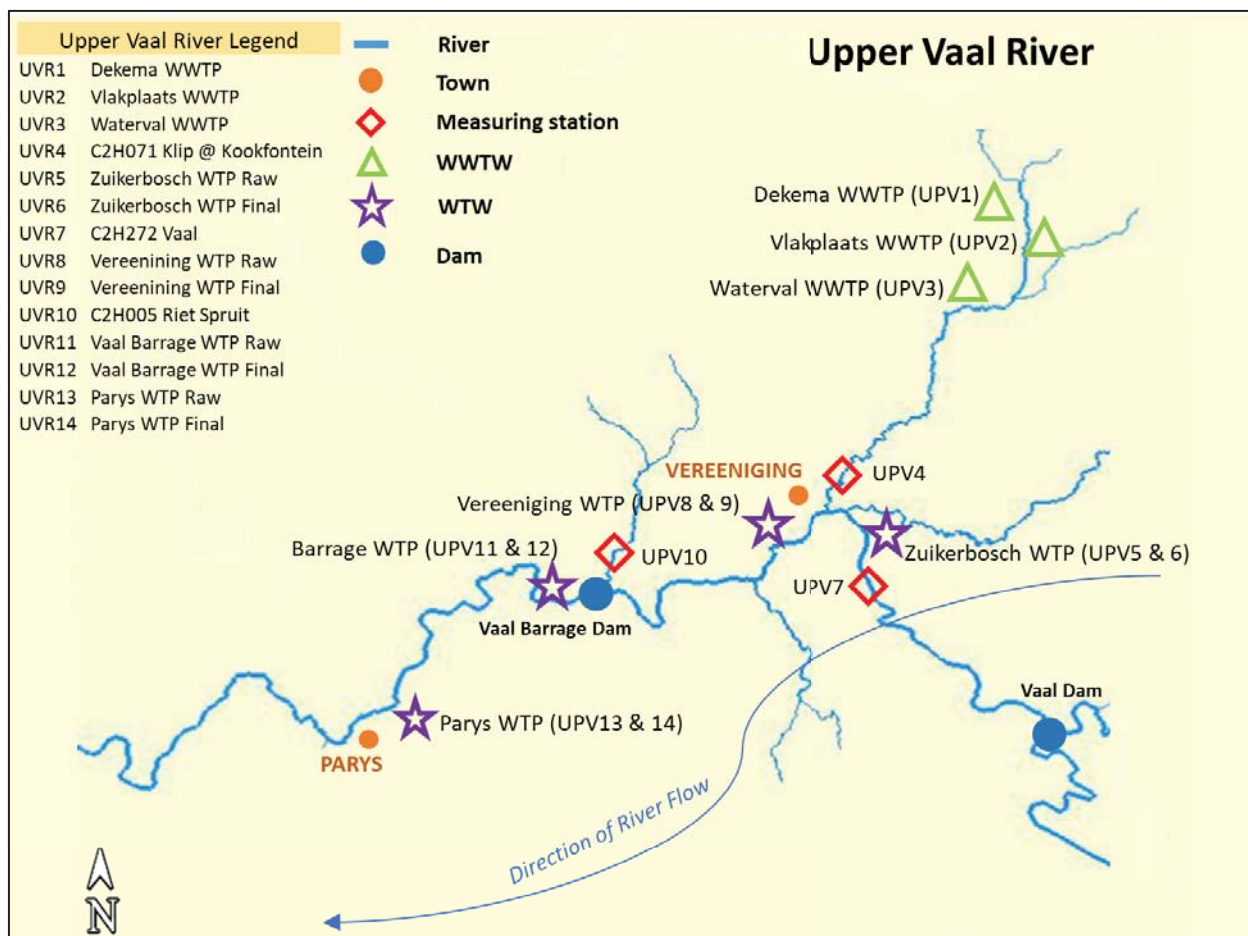 Upper Vaal River Legend
UVR1 Dekema WWTP
UVR2 Vlakplaats WWTP
UVR3 Waterval WWTP
UVR4 C2H071 Klip @ Kookfontein
UVR5 Zuikerbosch WTP Raw
UVR6 Zuikerbosch WTP Final
UVR7 C2H272 Vaal
UVR8 Vereenining WTP Raw
UVR9 Vereenining WTP Final
UVR10 C2H005 Riet Spruit
UVR11 Vaal Barrage WTP Raw
UVR12 Vaal Barrage WTP Final
UVR13 Parys WTP Raw
UVR14 Parys WTP Final
River
Town
Measuring station
WWTW
WTW
Dam
Upper Vaal River
Dekema WWTP (UPV1)
Vlakplaats WWTP (UPV2)
Waterval WWTP (UPV3)
VEREENIGING
UPV4
Vereeniging WTP (UPV8 & 9)
Barrage WTP (UPV11 & 12)
UPV10
Zuikerbosch WTP (UPV5 & 6)
UPV7
Vaal Barrage Dam
Vaal Dam
Parys WTP (UPV13 & 14)
PARYS
Direction of River Flow
N